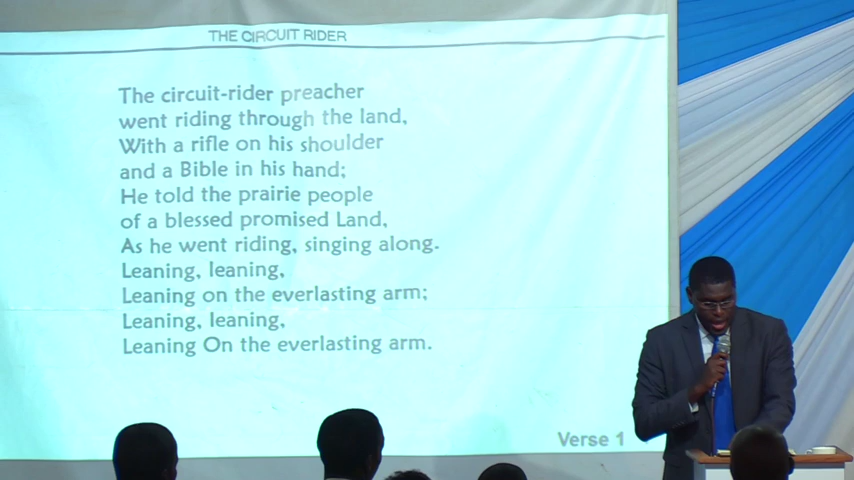 THE CIRCUIT RIDER
The circuit-rider preacher
went riding through the land,
With a rifle on his shoulder
and a Bible in his hand;
He told the prairie people
of a blessed promised Land,
As he went riding, singing along.
Leaning, leaning,
Leaning on the everlasting arm;
Leaning, leaning,
Leaning On the everlasting arm.
Verse 1